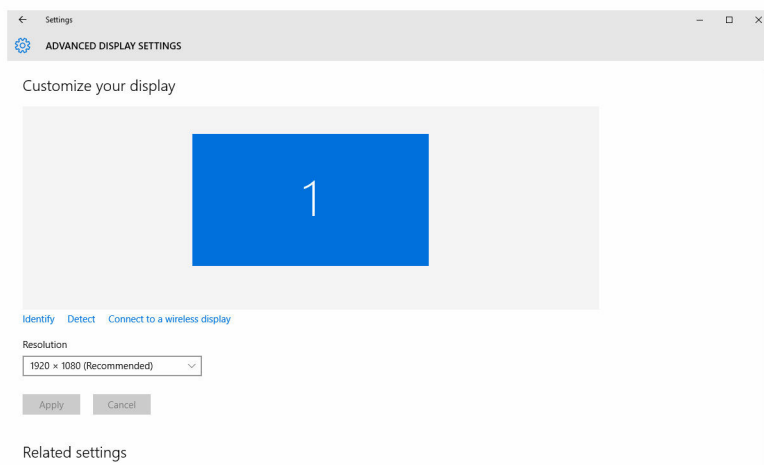 Settings
ADVANCED DISPLAY SETTINGS
Customize your display
1
Identify Detect Connect to a wireless display
Resolution
1920 × 1080 (Recommended)
Apply Cancel
Related settings